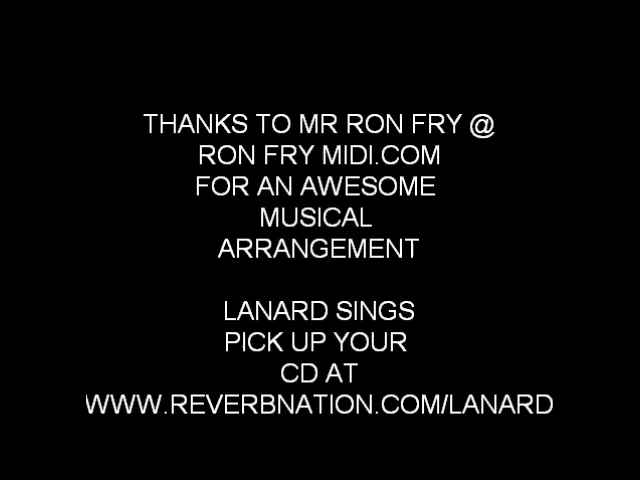 THANKS TO MR RON FRY @
RON FRY MIDI.COM
FOR AN AWESOME
MUSICAL
ARRANGEMENT
LANARD SINGS
PICK UP YOUR
CD AT
WWW.REVERBNATION.COM/LANARD